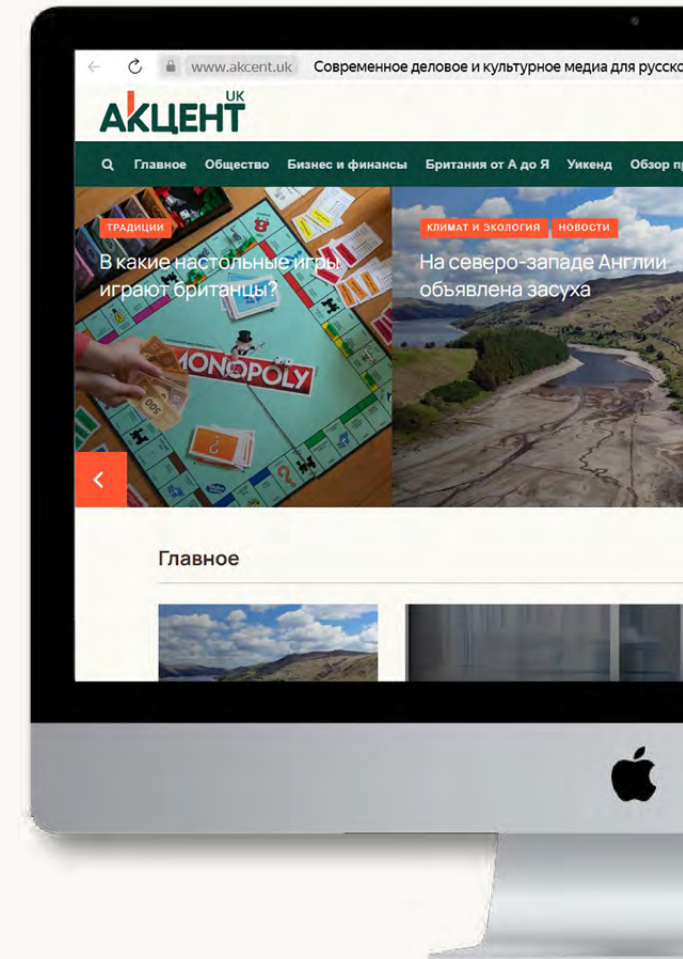 www.akcent.uk Современное деловое и культурное медиа для русско
АКЦЕНТ UK
Главное Общество Бизнес и финансы Британия от А до Я Уикенд Обзор пр
ТРАДИЦИИ
В какие настольные игры
играют британцы?
MONOPOLY
500
КЛИМАТ И ЭКОЛОГИЯ НОВОСТИ
На северо-западе Англии
объявлена засуха
Главное